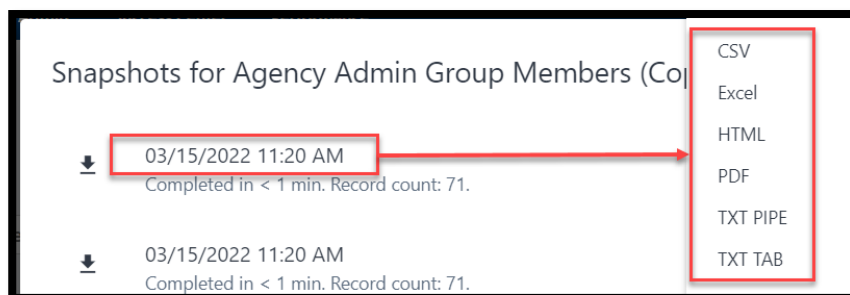 Snapshots for Agency Admin Group Members (Co
03/15/2022 11:20 AM
Completed in < 1 min. Record count: 71.
03/15/2022 11:20 AM
Completed in < 1 min. Record count: 71.
CSV
Excel
HTML
PDF
TXT PIPE
TXT TAB